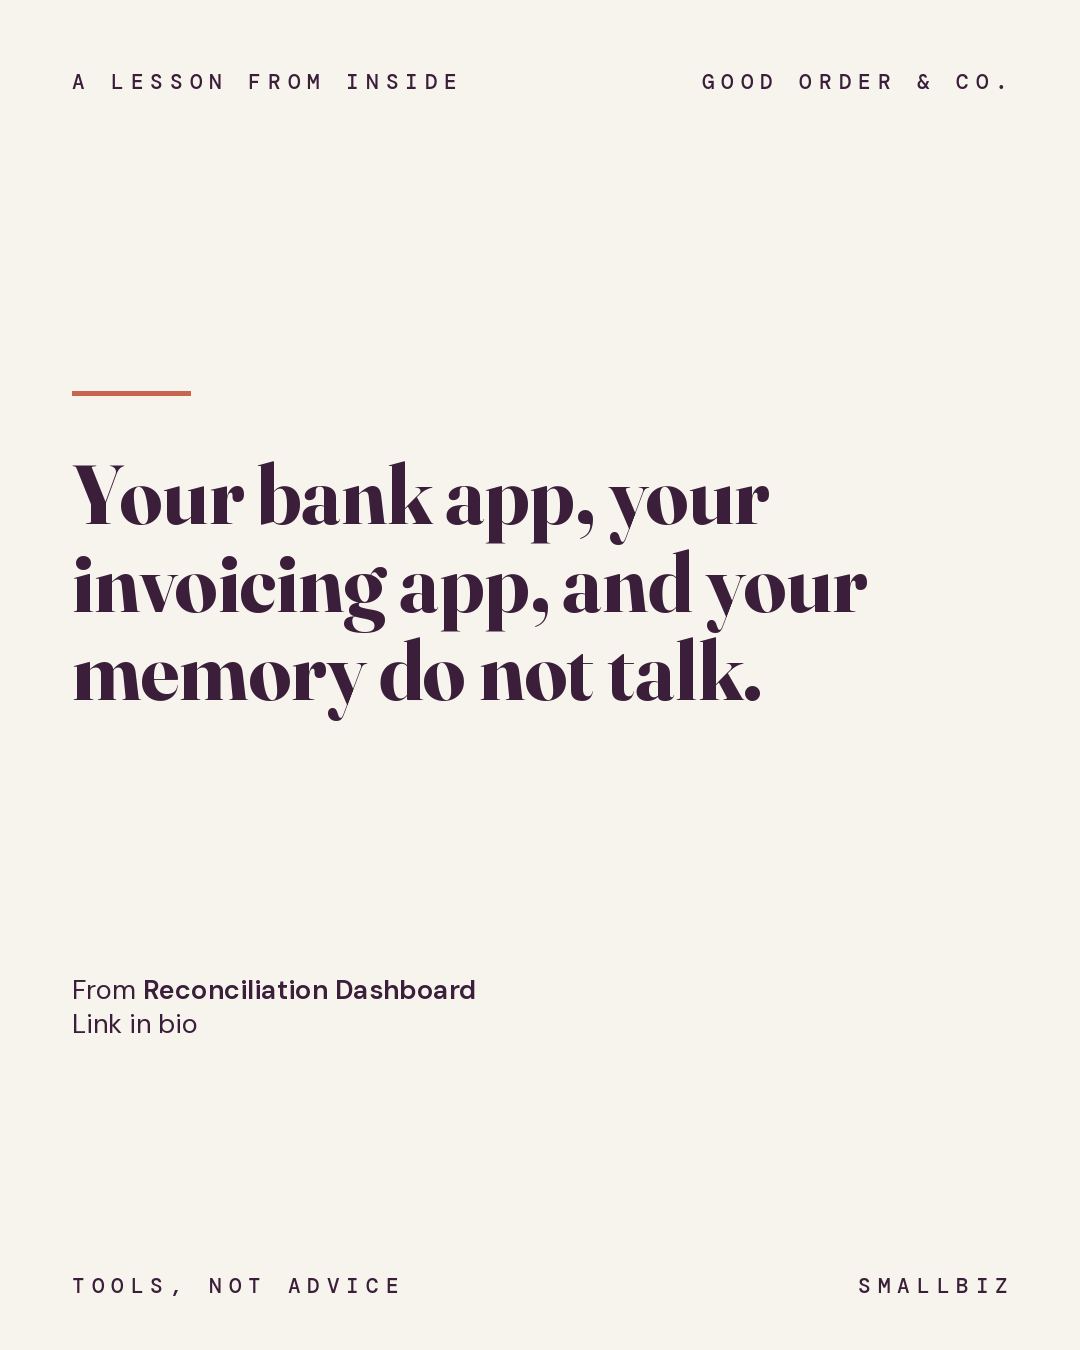 A LESSON FROM INSIDE
GOOD ORDER & CO.
Your bank app, your
invoicing app, and your
memory do not talk.
From Reconciliation Dashboard
Link in bio
TOOLS, NOT ADVICE
SMALLBIZ